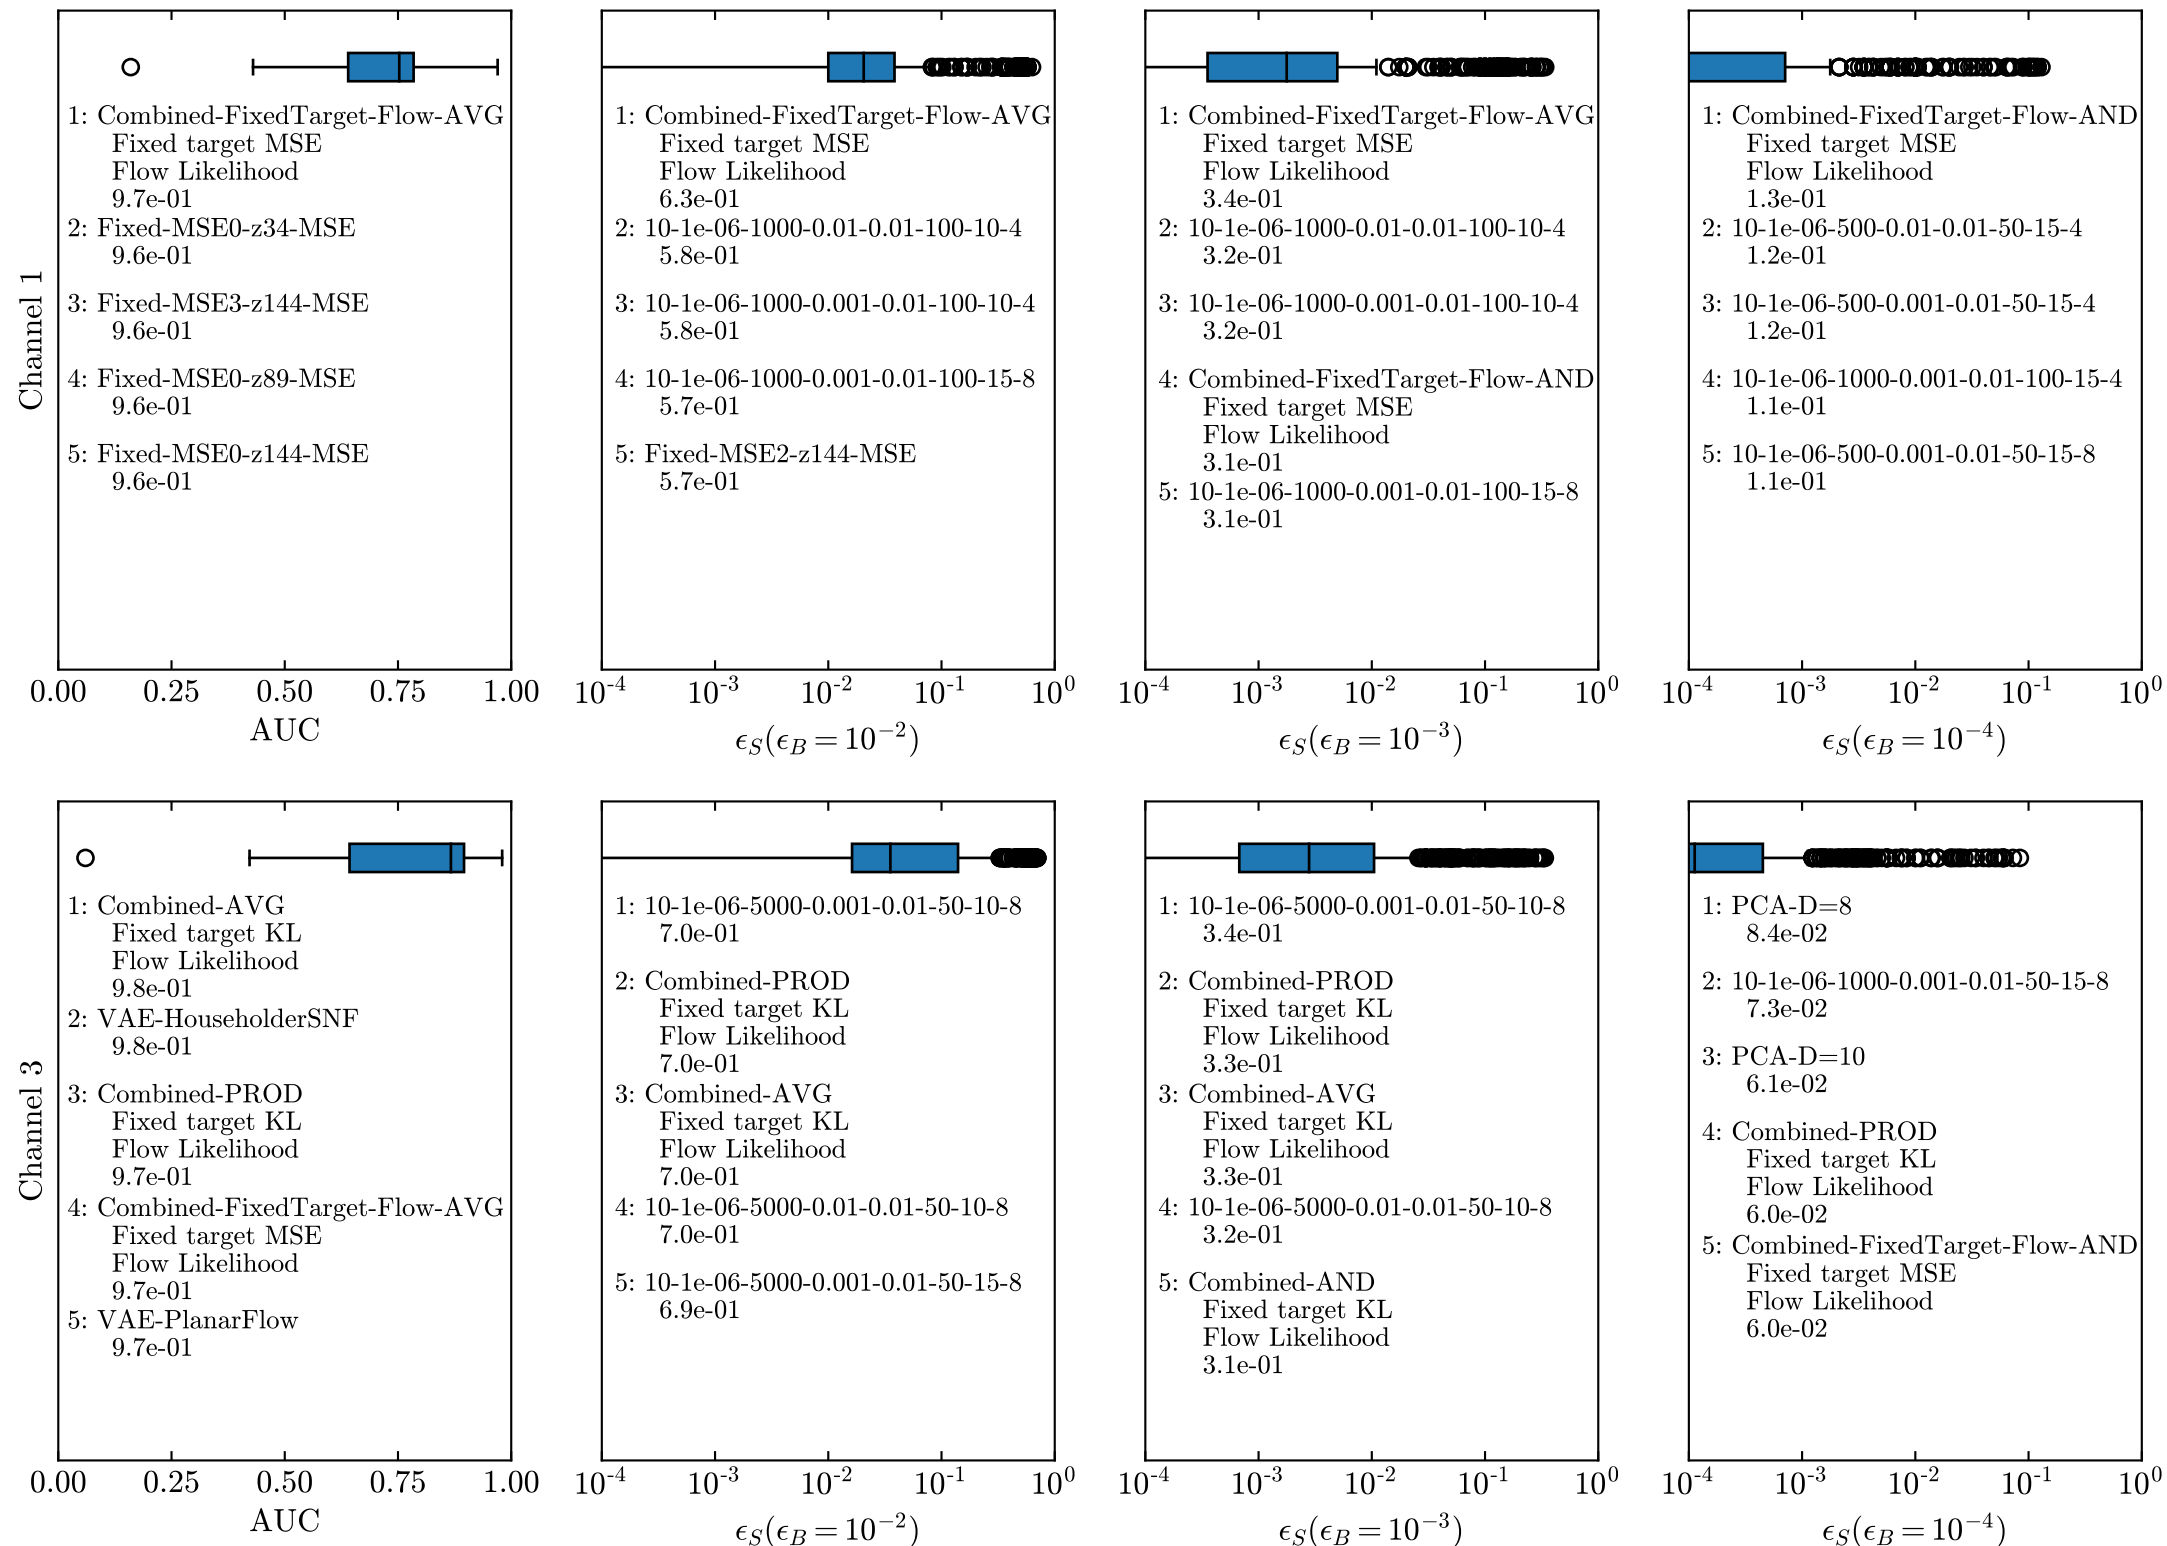 Channel 1
1: Combined-FixedTarget-Flow-AVG
Fixed target MSE
Flow Likelihood
9.7e-01
2: Fixed-MSE0-z34-MSE
9.6e-01
3: Fixed-MSE3-z144-MSE
9.6e-01
4: Fixed-MSE0-z89-MSE
9.6e-01
5: Fixed-MSE0-z144-MSE
9.6e-01
0.00 0.25 0.50 0.75 1.00
AUC
1: Combined-FixedTarget-Flow-AVG
Fixed target MSE
Flow Likelihood
6.3e-01
2: 10-1e-06-1000-0.01-0.01-100-10-4
5.8e-01
3: 10-1e-06-1000-0.001-0.01-100-10-4
5.8e-01
4: 10-1e-06-1000-0.001-0.01-100-15-8
5.7e-01
5: Fixed-MSE2-z144-MSE
5.7e-01
10⁻⁴ 10⁻³ 10⁻² 10⁻¹ 10⁰
ϵ_S(ϵ_B = 10⁻²)
1: Combined-FixedTarget-Flow-AVG
Fixed target MSE
Flow Likelihood
3.4e-01
2: 10-1e-06-1000-0.01-0.01-100-10-4
3.2e-01
3: 10-1e-06-1000-0.001-0.01-100-10-4
3.2e-01
4: Combined-FixedTarget-Flow-AND
Fixed target MSE
Flow Likelihood
3.1e-01
5: 10-1e-06-1000-0.001-0.01-100-15-8
3.1e-01
10⁻⁴ 10⁻³ 10⁻² 10⁻¹ 10⁰
ϵ_S(ϵ_B = 10⁻³)
1: Combined-FixedTarget-Flow-AND
Fixed target MSE
Flow Likelihood
1.3e-01
2: 10-1e-06-500-0.01-0.01-50-15-4
1.2e-01
3: 10-1e-06-500-0.001-0.01-50-15-4
1.2e-01
4: 10-1e-06-1000-0.001-0.01-100-15-4
1.1e-01
5: 10-1e-06-500-0.001-0.01-50-15-8
1.1e-01
10⁻⁴ 10⁻³ 10⁻² 10⁻¹ 10⁰
ϵ_S(ϵ_B = 10⁻⁴)
Channel 3
1: Combined-AVG
Fixed target KL
Flow Likelihood
9.8e-01
2: VAE-HouseholderSNF
9.8e-01
3: Combined-PROD
Fixed target KL
Flow Likelihood
9.7e-01
4: Combined-FixedTarget-Flow-AVG
Fixed target MSE
Flow Likelihood
9.7e-01
5: VAE-PlanarFlow
9.7e-01
0.00 0.25 0.50 0.75 1.00
AUC
1: 10-1e-06-5000-0.001-0.01-50-10-8
7.0e-01
2: Combined-PROD
Fixed target KL
Flow Likelihood
7.0e-01
3: Combined-AVG
Fixed target KL
Flow Likelihood
7.0e-01
4: 10-1e-06-5000-0.01-0.01-50-10-8
7.0e-01
5: 10-1e-06-5000-0.001-0.01-50-15-8
6.9e-01
10⁻⁴ 10⁻³ 10⁻² 10⁻¹ 10⁰
ϵ_S(ϵ_B = 10⁻²)
1: 10-1e-06-5000-0.001-0.01-50-10-8
3.4e-01
2: Combined-PROD
Fixed target KL
Flow Likelihood
3.3e-01
3: Combined-AVG
Fixed target KL
Flow Likelihood
3.3e-01
4: 10-1e-06-5000-0.01-0.01-50-10-8
3.2e-01
5: Combined-AND
Fixed target KL
Flow Likelihood
3.1e-01
10⁻⁴ 10⁻³ 10⁻² 10⁻¹ 10⁰
ϵ_S(ϵ_B = 10⁻³)
1: PCA-D=8
8.4e-02
2: 10-1e-06-1000-0.001-0.01-50-15-8
7.3e-02
3: PCA-D=10
6.1e-02
4: Combined-PROD
Fixed target KL
Flow Likelihood
6.0e-02
5: Combined-FixedTarget-Flow-AND
Fixed target MSE
Flow Likelihood
6.0e-02
10⁻⁴ 10⁻³ 10⁻² 10⁻¹ 10⁰
ϵ_S(ϵ_B = 10⁻⁴)